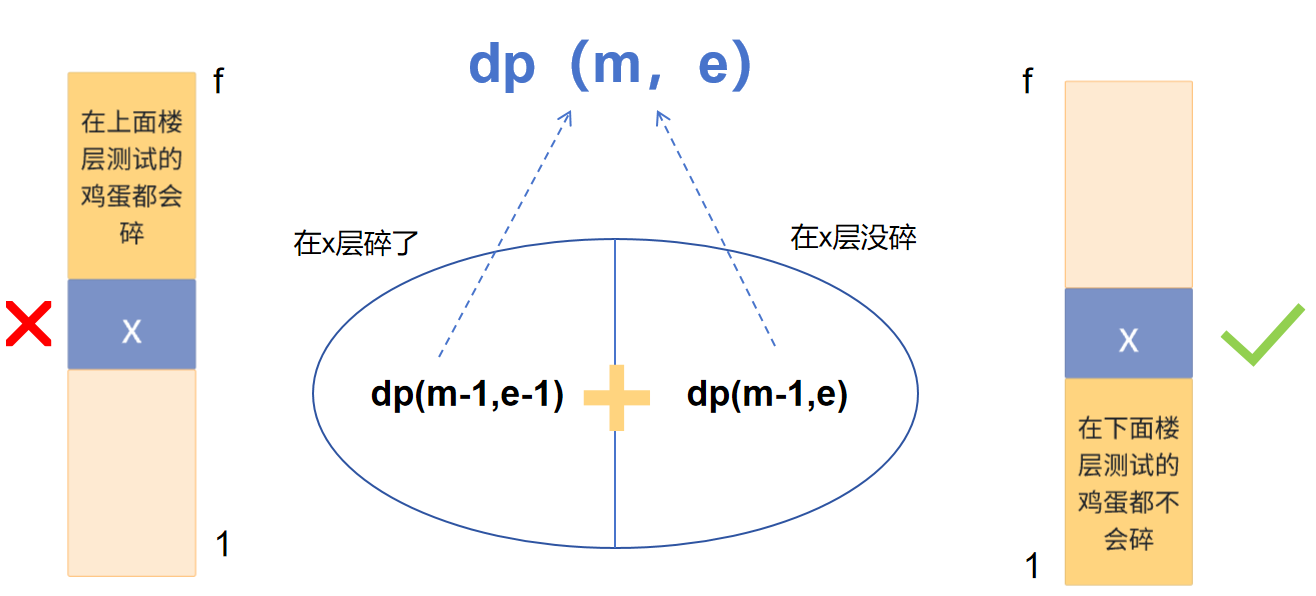 dp（m，e）
f
在上面楼
层测试的
鸡蛋都会
碎
x
1
在x层碎了
在x层没碎
dp(m-1,e-1)
dp(m-1,e)
f
x
在下面楼
层测试的
鸡蛋都不
会碎
1